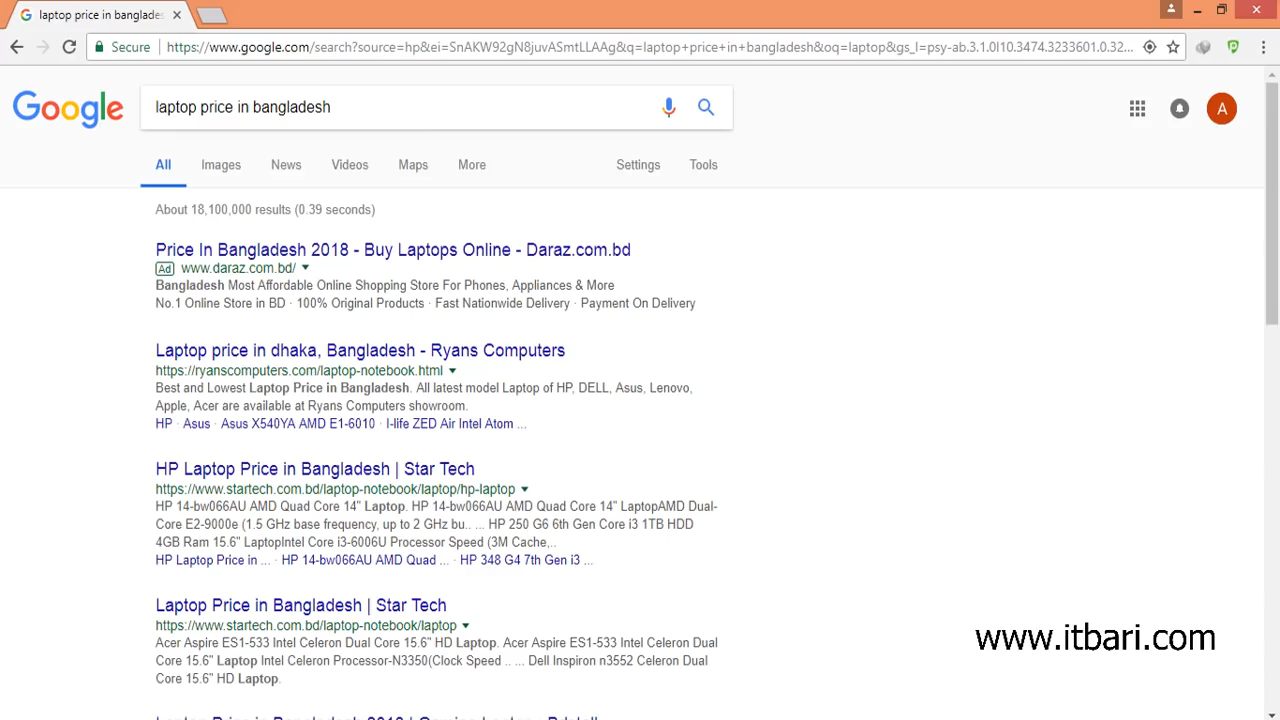 laptop price in banglades
Secure https://www.google.com/search?source=hp&ei=SnAKW92gN8juvASmtLLAAg&q=laptop+price+in+bangladesh&oq=laptop&gs_l=psy-ab.3.1.0l10.3474.3233601.0.32...
Google laptop price in bangladesh A
All Images News Videos Maps More Settings Tools
About 18,100,000 results (0.39 seconds)
Price In Bangladesh 2018 - Buy Laptops Online - Daraz.com.bd
Ad www.daraz.com.bd/
Bangladesh Most Affordable Online Shopping Store For Phones, Appliances & More
No.1 Online Store in BD · 100% Original Products · Fast Nationwide Delivery · Payment On Delivery
Laptop price in dhaka, Bangladesh - Ryans Computers
https://ryanscomputers.com/laptop-notebook.html
Best and Lowest Laptop Price in Bangladesh. All latest model Laptop of HP, DELL, Asus, Lenovo,
Apple, Acer are available at Ryans Computers showroom.
HP · Asus · Asus X540YA AMD E1-6010 · I-life ZED Air Intel Atom ...
HP Laptop Price in Bangladesh | Star Tech
https://www.startech.com.bd/laptop-notebook/laptop/hp-laptop
HP 14-bw066AU AMD Quad Core 14" Laptop. HP 14-bw066AU AMD Quad Core 14" LaptopAMD Dual-
Core E2-9000e (1.5 GHz base frequency, up to 2 GHz bu.. ... HP 250 G6 6th Gen Core i3 1TB HDD
4GB Ram 15.6" LaptopIntel Core i3-6006U Processor Speed (3M Cache,..
HP Laptop Price in ... · HP 14-bw066AU AMD Quad ... · HP 348 G4 7th Gen i3 ...
Laptop Price in Bangladesh | Star Tech
https://www.startech.com.bd/laptop-notebook/laptop
Acer Aspire ES1-533 Intel Celeron Dual Core 15.6" HD Laptop. Acer Aspire ES1-533 Intel Celeron Dual
Core 15.6" Laptop Intel Celeron Processor-N3350(Clock Speed .. ... Dell Inspiron n3552 Celeron Dual
Core 15.6" HD Laptop.
www.itbari.com